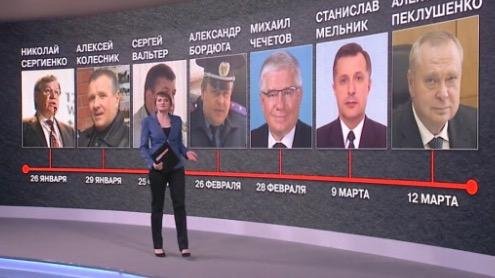 НИКОЛАЙ
СЕРГИЕНКО
АЛЕКСЕЙ
КОЛЕСНИК
СЕРГЕЙ
ВАЛЬТЕР
АЛЕКСАНДР
БОРДЮГА
МИХАИЛ
ЧЕЧЕТОВ
СТАНИСЛАВ
МЕЛЬНИК
ПЕКЛУШЕНКО
26 ЯНВАРЯ
29 ЯНВАРЯ
26 ФЕВРАЛЯ
28 ФЕВРАЛЯ
9 МАРТА
12 МАРТА